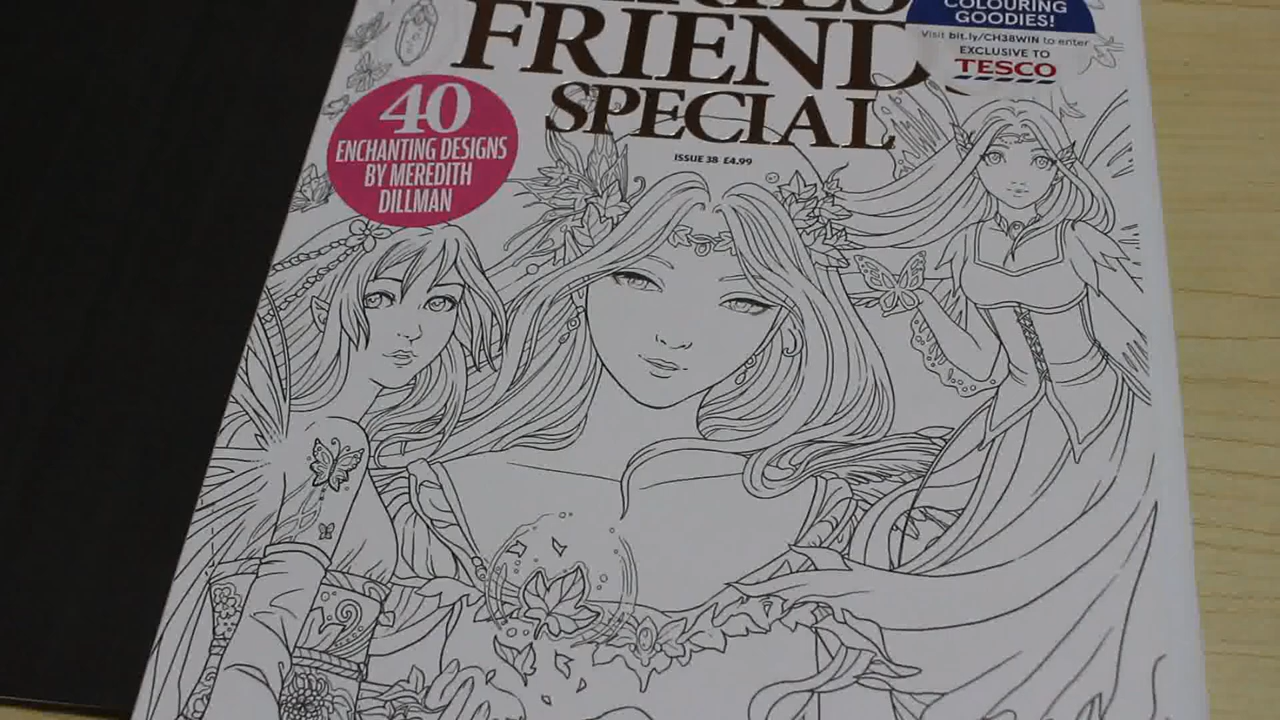 FRIENDS
SPECIAL
ISSUE 38 £4.99
COLOURING
GOODIES!
Visit bit.ly/CH38WIN to enter
EXCLUSIVE TO
TESCO
40
ENCHANTING DESIGNS
BY MEREDITH
DILLMAN